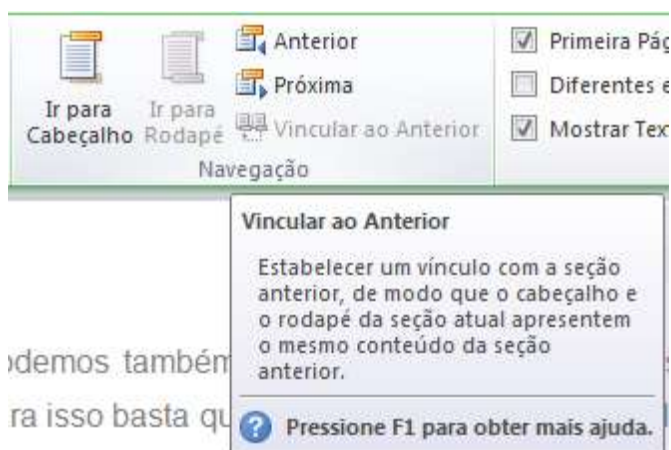 Ir para
Cabeçalho
Ir para
Rodapé
Anterior
Próxima
Vincular ao Anterior
Navegação
Primeira
Diferentes
Mostrar
Vincular ao Anterior
Estabelecer um vínculo com a seção
anterior, de modo que o cabeçalho e
o rodapé da seção atual apresentem
o mesmo conteúdo da seção
anterior.
Pressione F1 para obter mais ajuda.
odemos também
ra isso basta qu